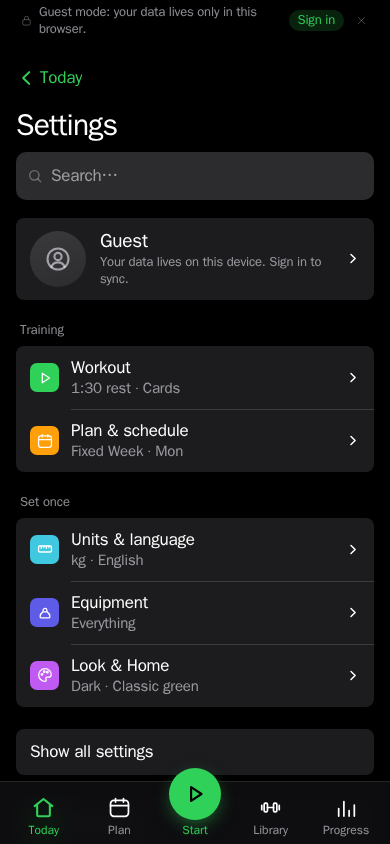 Guest mode: your data lives only in this
browser.
Sign in
Today
Settings
Search···
Guest
Your data lives on this device. Sign in to
sync.
Training
Workout
1:30 rest · Cards
Plan & schedule
Fixed Week · Mon
Set once
Units & language
kg · English
Equipment
Everything
Look & Home
Dark · Classic green
Show all settings
Today
Plan
Start
Library
Progress